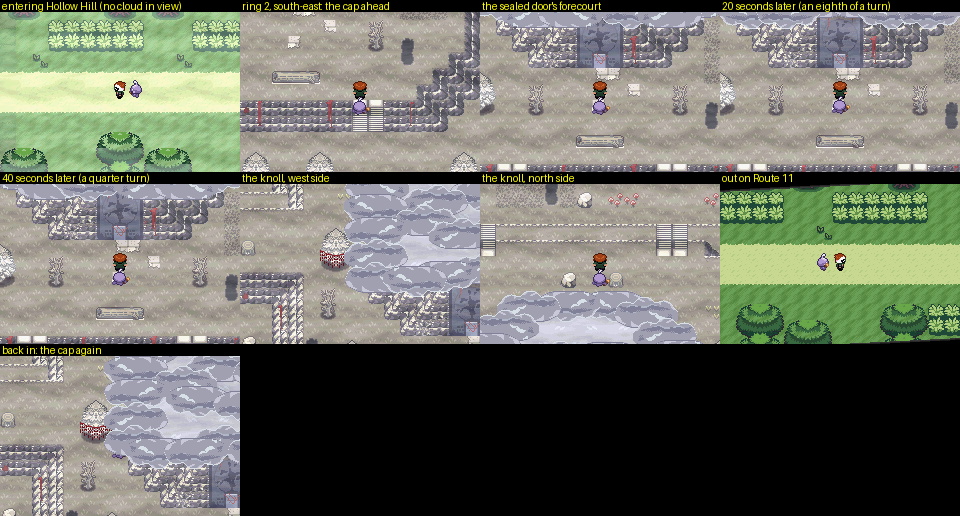 entering Hollow Hill (no cloud in view)
ring 2, south-east the cap ahead
the sealed door's forecourt
20 seconds later (an eighth of a turn)
40 seconds later (a quarter turn)
the knoll, west side
the knoll, north side
out on Route 11
back in: the cap again